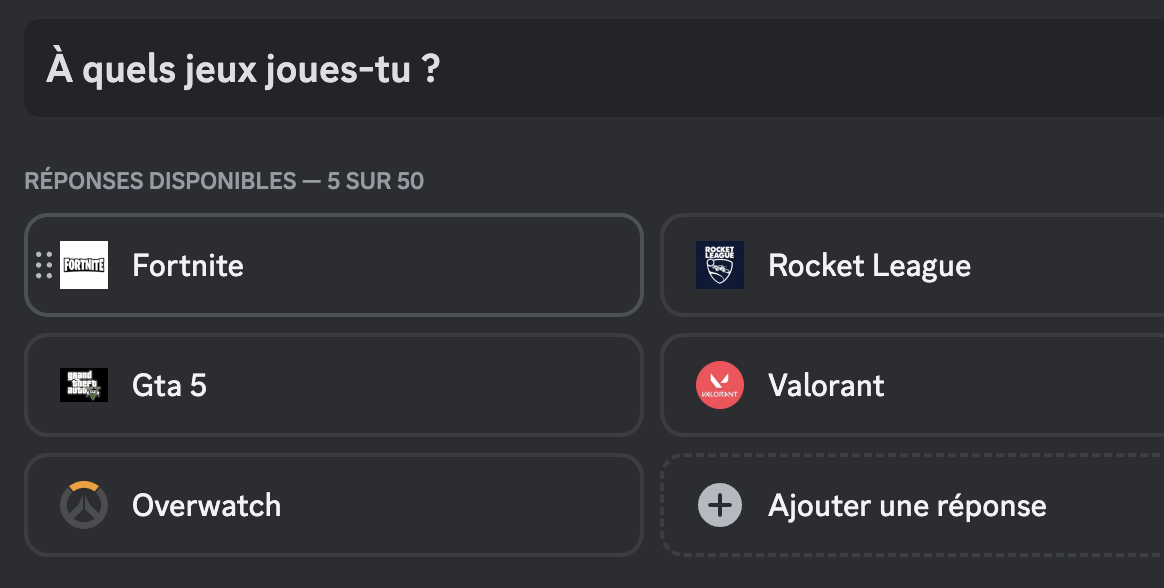 À quels jeux joues-tu ?
RÉPONSES DISPONIBLES — 5 SUR 50
FORTNITE
Fortnite
ROCKET
LEAGUE
Rocket League
grand
theft
auto
Gta 5
VALORANT
Valorant
Overwatch
Ajouter une réponse